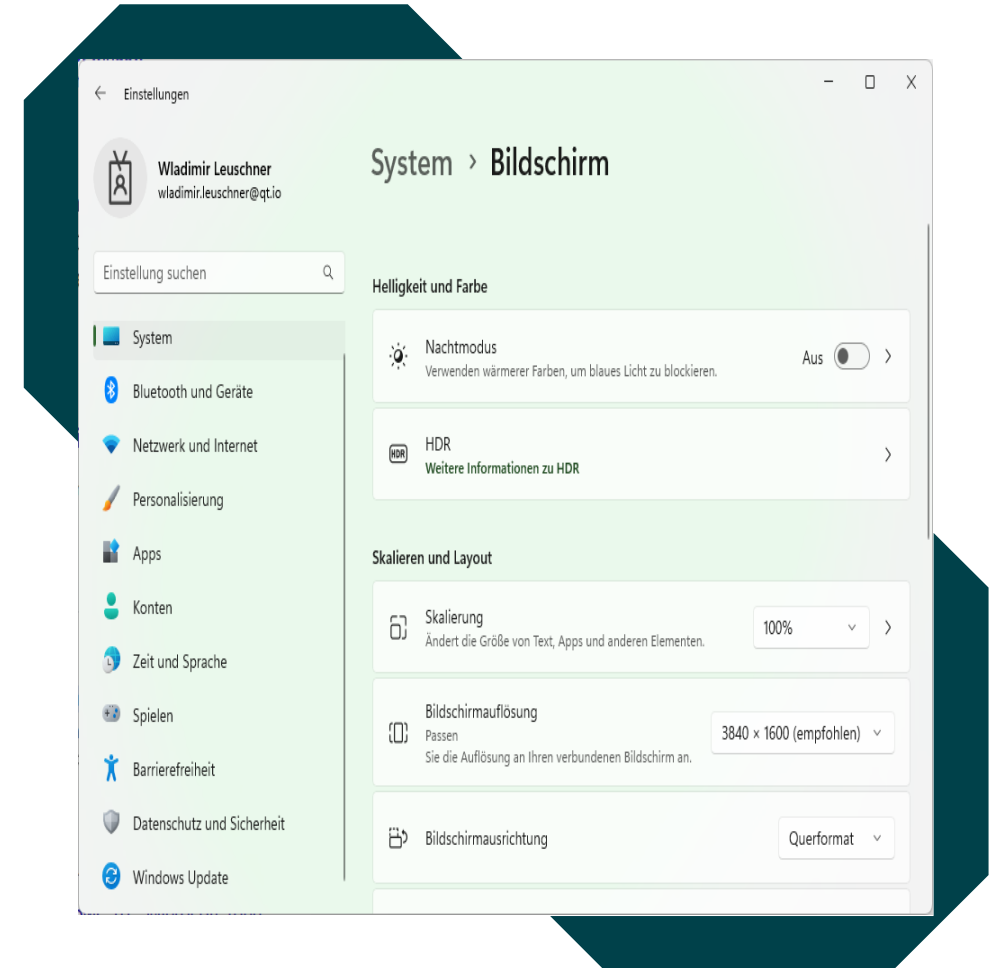 Einstellungen
Wladimir Leuschner
wladimir.leuschner@qt.io
Einstellung suchen
System
Bluetooth und Geräte
Netzwerk und Internet
Personalisierung
Apps
Konten
Zeit und Sprache
Spielen
Barrierefreiheit
Datenschutz und Sicherheit
Windows Update
System › Bildschirm
Helligkeit und Farbe
Nachtmodus
Verwenden wärmerer Farben, um blaues Licht zu blockieren.
Aus
HDR
HDR
Weitere Informationen zu HDR
Skalieren und Layout
Skalierung
Ändert die Größe von Text, Apps und anderen Elementen.
100%
Bildschirmauflösung
Passen
Sie die Auflösung an Ihren verbundenen Bildschirm an.
3840 × 1600 (empfohlen)
Bildschirmausrichtung
Querformat